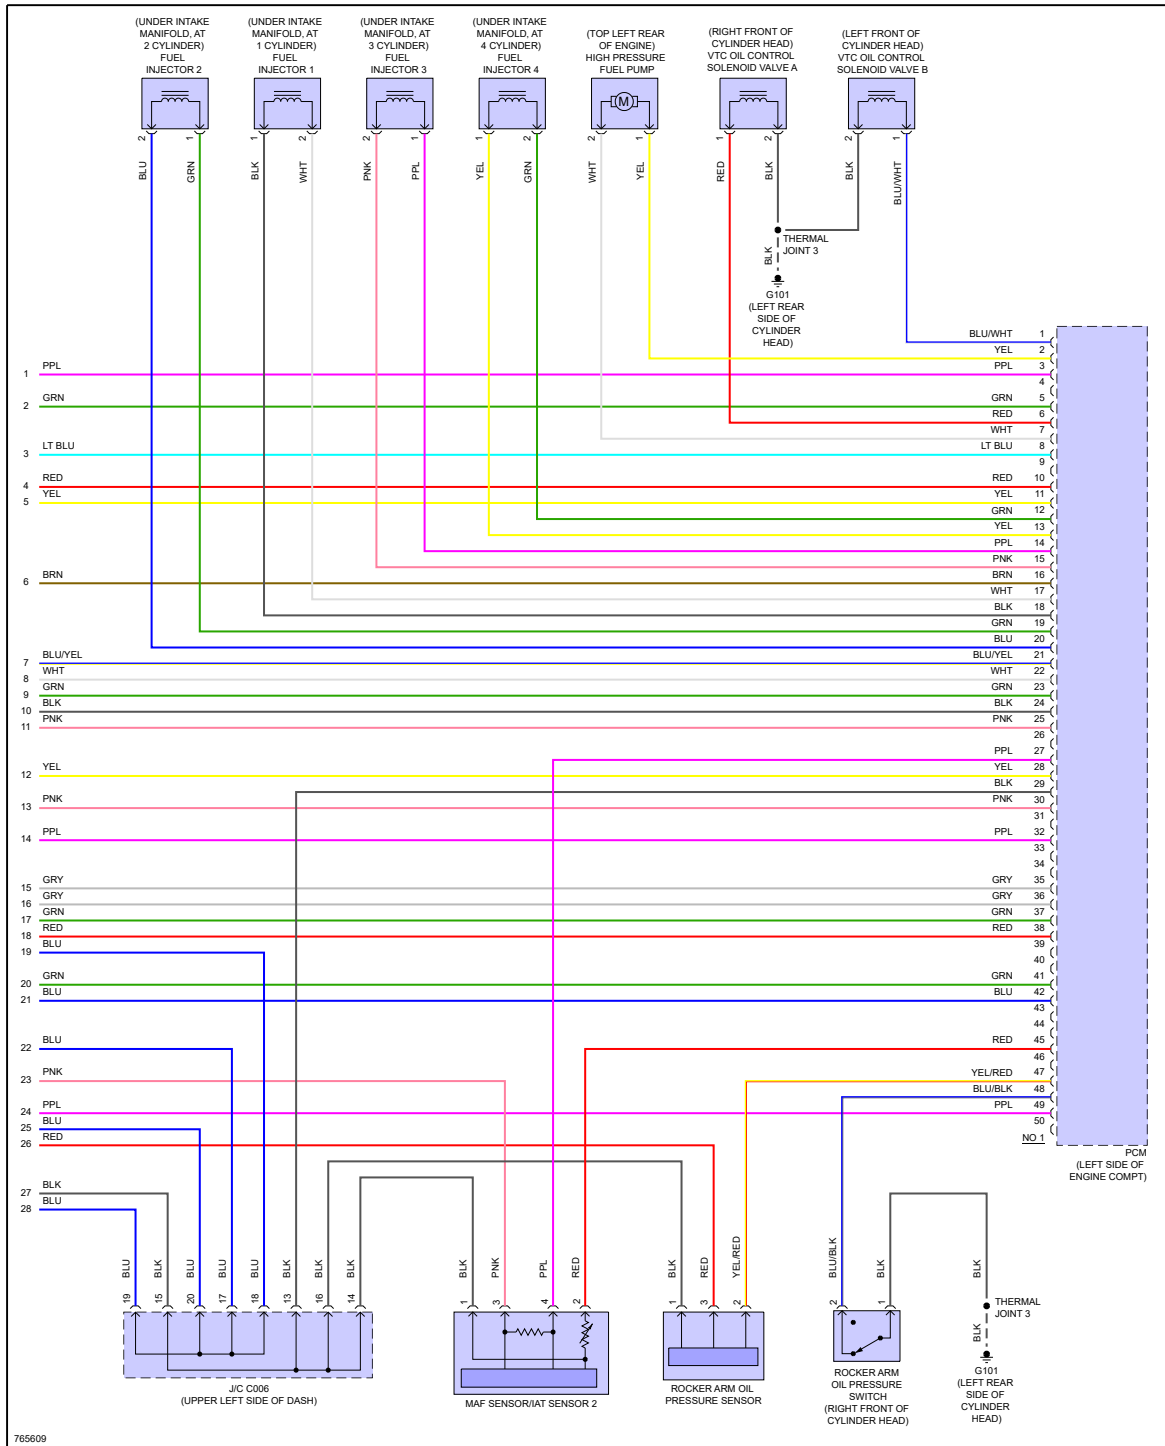 (UNDER INTAKE
MANIFOLD, AT
2 CYLINDER)
FUEL
INJECTOR 2
(UNDER INTAKE
MANIFOLD, AT
1 CYLINDER)
FUEL
INJECTOR 1
(UNDER INTAKE
MANIFOLD, AT
3 CYLINDER)
FUEL
INJECTOR 3
(UNDER INTAKE
MANIFOLD, AT
4 CYLINDER)
FUEL
INJECTOR 4
(TOP LEFT REAR
OF ENGINE)
HIGH PRESSURE
FUEL PUMP
(RIGHT FRONT OF
CYLINDER HEAD)
VTC OIL CONTROL
SOLENOID VALVE A
(LEFT FRONT OF
CYLINDER HEAD)
VTC OIL CONTROL
SOLENOID VALVE B
M
2 1 1 2 2 1 1 2 2 1 1 2 2 1
BLU GRN BLK WHT PNK PPL YEL GRN WHT YEL RED BLK BLK BLU/WHT
THERMAL
JOINT 3
BLK
G101
(LEFT REAR
SIDE OF
CYLINDER
HEAD)
BLU/WHT 1
YEL 2
1 PPL PPL 3
4
2 GRN GRN 5
RED 6
WHT 7
3 LT BLU LT BLU 8
9
4 RED RED 10
5 YEL YEL 11
GRN 12
YEL 13
PPL 14
PNK 15
6 BRN BRN 16
WHT 17
BLK 18
GRN 19
BLU 20
7 BLU/YEL BLU/YEL 21
8 WHT WHT 22
9 GRN GRN 23
10 BLK BLK 24
11 PNK PNK 25
26
PPL 27
12 YEL YEL 28
BLK 29
13 PNK PNK 30
31
14 PPL PPL 32
33
34
15 GRY GRY 35
16 GRY GRY 36
17 GRN GRN 37
18 RED RED 38
19 BLU 39
40
20 GRN GRN 41
21 BLU BLU 42
43
44
22 BLU RED 45
46
23 PNK YEL/RED 47
BLU/BLK 48
24 PPL PPL 49
25 BLU 50
26 RED NO 1
PCM
(LEFT SIDE OF
ENGINE COMPT)
27 BLK
28 BLU
BLU BLK BLU BLU BLU BLK BLK BLK BLK PNK PPL RED BLK RED YEL/RED BLU/BLK BLK BLK
19 15 20 17 18 13 16 14 1 3 4 2 1 3 2 2 1
THERMAL
JOINT 3
BLK
G101
(LEFT REAR
SIDE OF
CYLINDER
HEAD)
J/C C006
(UPPER LEFT SIDE OF DASH)
MAF SENSOR/IAT SENSOR 2
ROCKER ARM OIL
PRESSURE SENSOR
ROCKER ARM
OIL PRESSURE
SWITCH
(RIGHT FRONT OF
CYLINDER HEAD)
765609